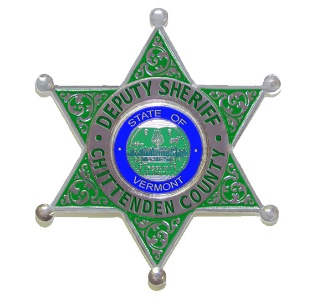 DEPUTY SHERIFF
STATE OF
VERMONT
CHITTENDEN COUNTY